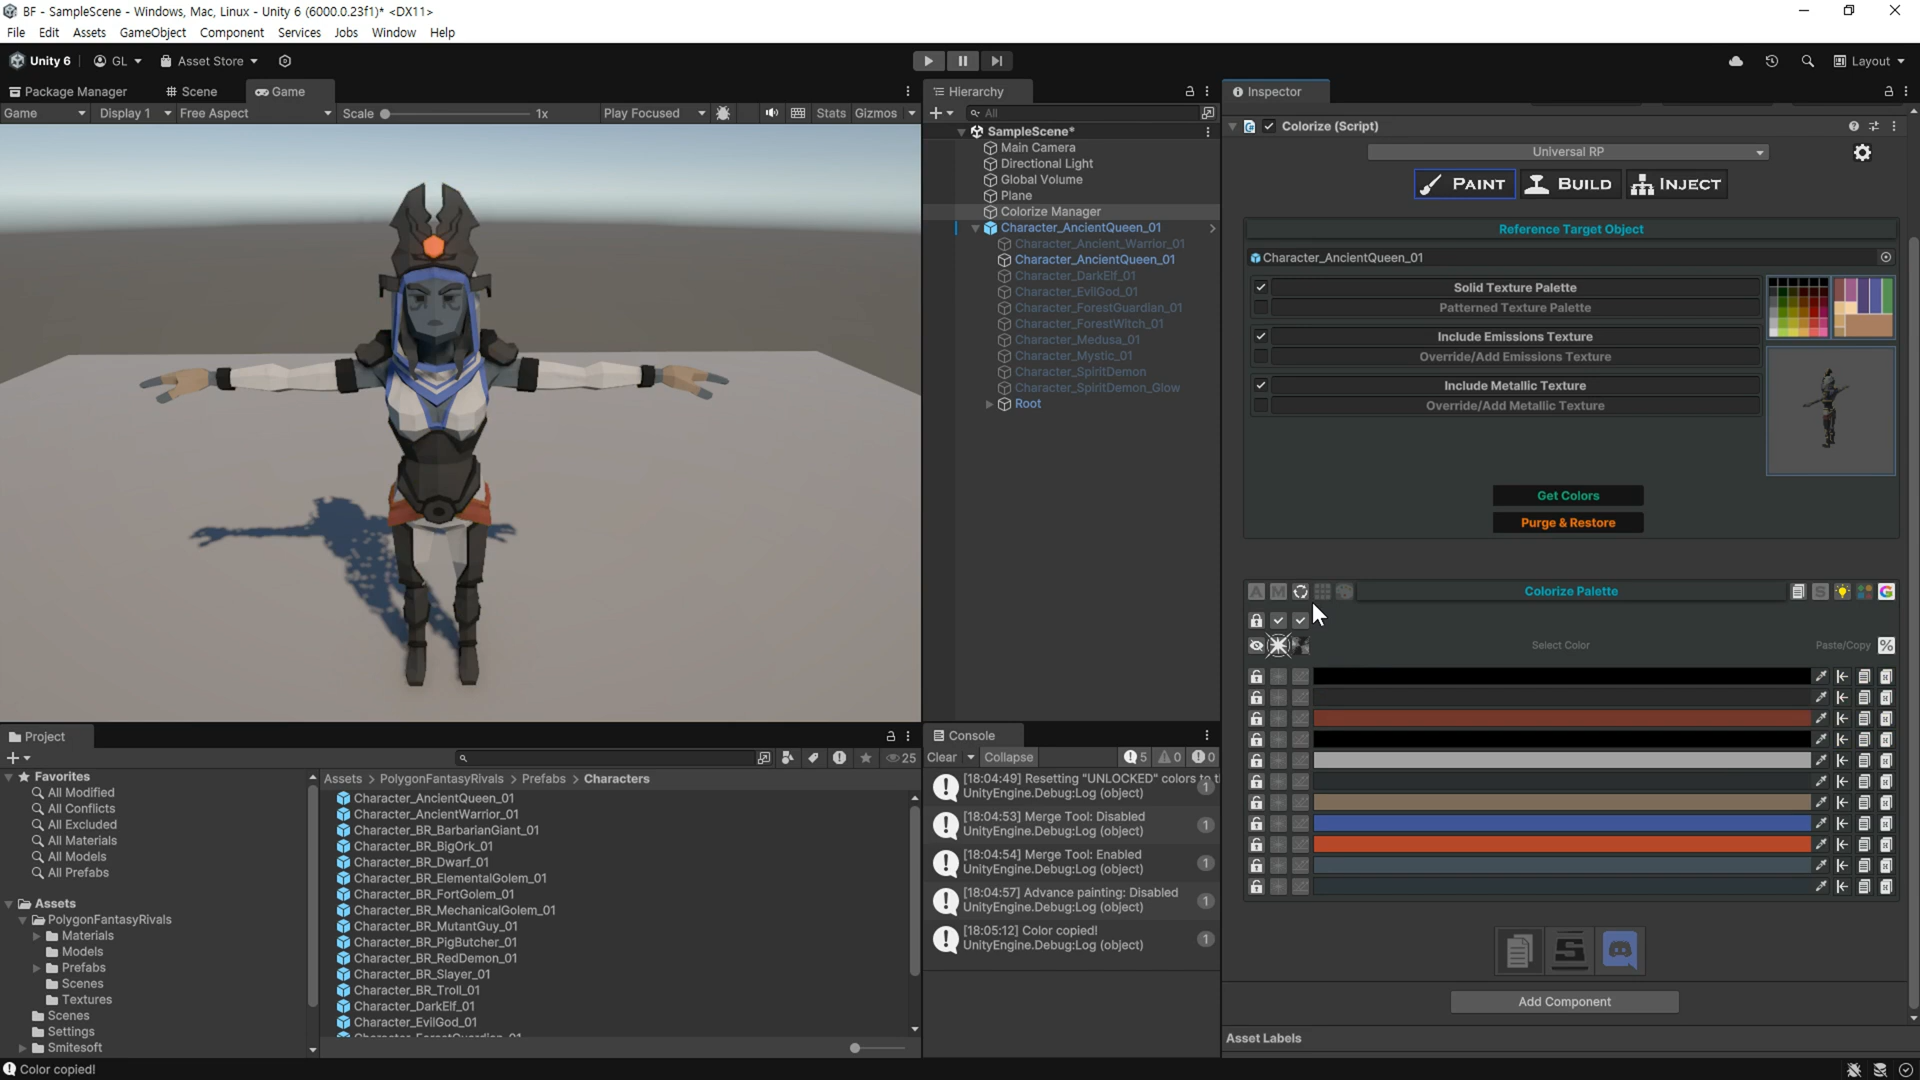 BF - SampleScene - Windows, Mac, Linux - Unity 6 (6000.0.23f1)* <DX11>
File Edit Assets GameObject Component Services Jobs Window Help
Unity 6 GL Asset Store Layout
Package Manager Scene Game
Game Display 1 Free Aspect Scale 1x Play Focused Stats Gizmos
Hierarchy
All
SampleScene*
Main Camera
Directional Light
Global Volume
Plane
Colorize Manager
Character_AncientQueen_01
Character_Ancient_Warrior_01
Character_AncientQueen_01
Character_DarkElf_01
Character_EvilGod_01
Character_ForestGuardian_01
Character_ForestWitch_01
Character_Medusa_01
Character_Mystic_01
Character_SpiritDemon
Character_SpiritDemon_Glow
Root
Inspector
Colorize (Script)
Universal RP
PAINT BUILD INJECT
Reference Target Object
Character_AncientQueen_01
Solid Texture Palette
Patterned Texture Palette
Include Emissions Texture
Override/Add Emissions Texture
Include Metallic Texture
Override/Add Metallic Texture
Get Colors
Purge & Restore
A M Colorize Palette S G
Select Color Paste/Copy %
Add Component
Asset Labels
Project
25
Favorites
All Modified
All Conflicts
All Excluded
All Materials
All Models
All Prefabs
Assets
PolygonFantasyRivals
Materials
Models
Prefabs
Scenes
Textures
Scenes
Settings
Smitesoft
Assets > PolygonFantasyRivals > Prefabs > Characters
Character_AncientQueen_01
Character_AncientWarrior_01
Character_BR_BarbarianGiant_01
Character_BR_BigOrk_01
Character_BR_Dwarf_01
Character_BR_ElementalGolem_01
Character_BR_FortGolem_01
Character_BR_MechanicalGolem_01
Character_BR_MutantGuy_01
Character_BR_PigButcher_01
Character_BR_RedDemon_01
Character_BR_Slayer_01
Character_BR_Troll_01
Character_DarkElf_01
Character_EvilGod_01
Console
Clear Collapse 5 0 0
[18:04:49] Resetting "UNLOCKED" colors to t
UnityEngine.Debug:Log (object) 1
[18:04:53] Merge Tool: Disabled
UnityEngine.Debug:Log (object) 1
[18:04:54] Merge Tool: Enabled
UnityEngine.Debug:Log (object) 1
[18:04:57] Advance painting: Disabled
UnityEngine.Debug:Log (object) 1
[18:05:12] Color copied!
UnityEngine.Debug:Log (object) 1
Color copied!